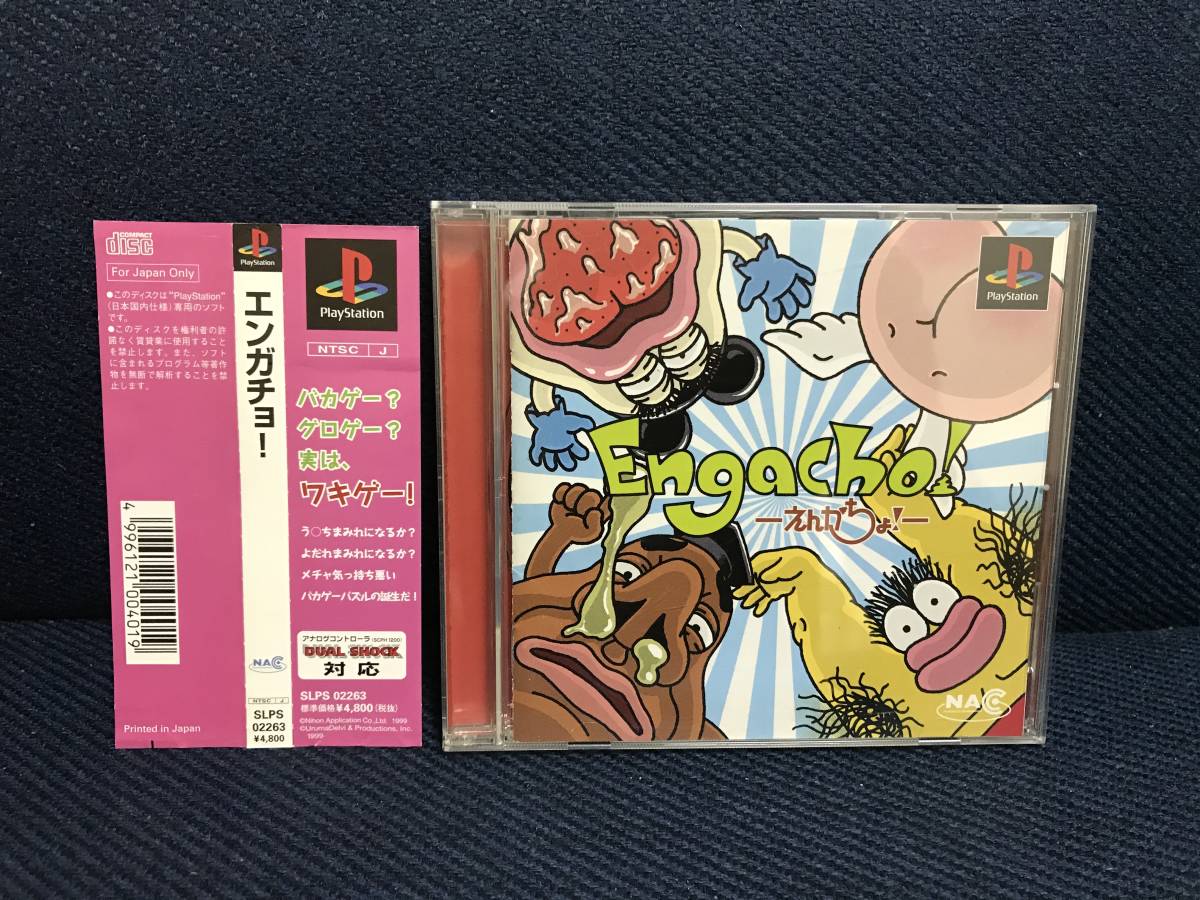 COMPACT
disc
For Japan Only
●このディスクは"PlayStation"
(日本国内仕様)専用のソフト
です。
●このディスクを権利者の許
諾なく賃貸業に使用すること
を禁止します。また、ソフト
に含まれるプログラム等著作
物を無断で解析することを禁
止します。
4996121004019
Printed in Japan
PlayStation
エンガチョ!
NAC
NTSC J
SLPS
02263
¥4,800
PlayStation
NTSC J
バカゲー?
グロゲー?
実は、
ワキゲー!
う○ちまみれになるか?
よだれまみれになるか?
メチャ気っ持ち悪い
バカゲーパズルの誕生だ!
アナログコントローラ(SCPH 1200)
DUAL SHOCK
対応
SLPS 02263
標準価格¥4,800(税抜)
©Nihon Application Co.,Ltd. 1999
©UrumaDelvi & Productions, Inc.
1999
PlayStation
Engacho!
ーえんがちょ!ー
NAC